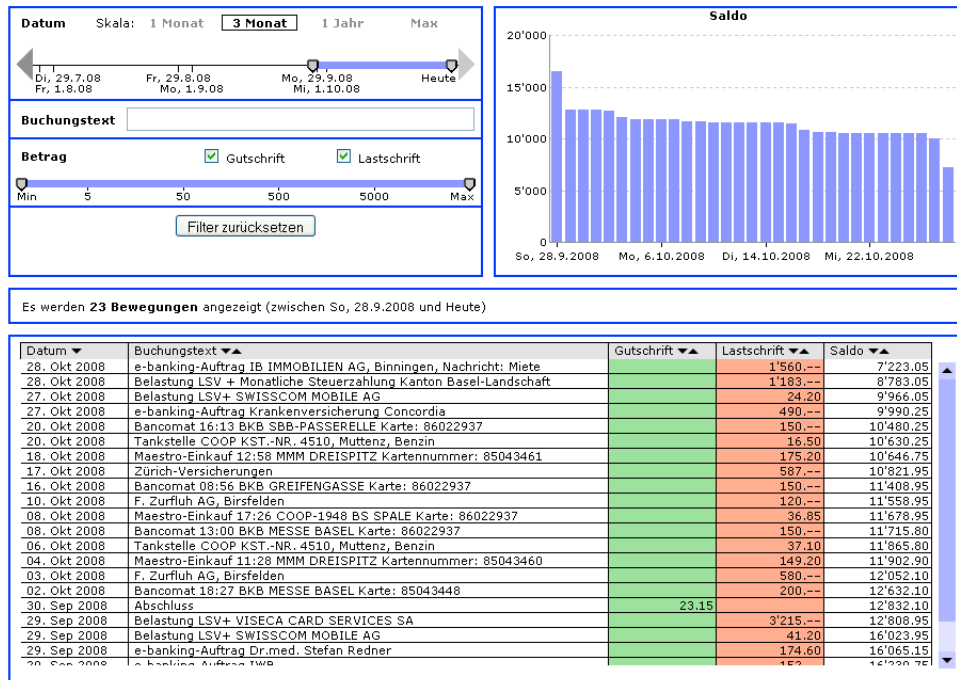 Datum Skala: 1 Monat 3 Monat 1 Jahr Max
Di, 29.7.08 Fr, 29.8.08 Mo, 29.9.08 Heute
Fr, 1.8.08 Mo, 1.9.08 Mi, 1.10.08
Buchungstext
Betrag Gutschrift Lastschrift
Min 5 50 500 5000 Max
Filter zurücksetzen
Saldo
20'000
15'000
10'000
5'000
0
So, 28.9.2008 Mo, 6.10.2008 Di, 14.10.2008 Mi, 22.10.2008
Es werden 23 Bewegungen angezeigt (zwischen So, 28.9.2008 und Heute)
Datum Buchungstext Gutschrift Lastschrift Saldo
28. Okt 2008 e-banking-Auftrag IB IMMOBILIEN AG, Binningen, Nachricht: Miete 1'560.-- 7'223.05
28. Okt 2008 Belastung LSV + Monatliche Steuerzahlung Kanton Basel-Landschaft 1'183.-- 8'783.05
27. Okt 2008 Belastung LSV+ SWISSCOM MOBILE AG 24.20 9'966.05
27. Okt 2008 e-banking-Auftrag Krankenversicherung Concordia 490.-- 9'990.25
20. Okt 2008 Bancomat 16:13 BKB SBB-PASSERELLE Karte: 86022937 150.-- 10'480.25
20. Okt 2008 Tankstelle COOP KST.-NR. 4510, Muttenz, Benzin 16.50 10'630.25
18. Okt 2008 Maestro-Einkauf 12:58 MMM DREISPITZ Kartennummer: 85043461 175.20 10'646.75
17. Okt 2008 Zürich-Versicherungen 587.-- 10'821.95
16. Okt 2008 Bancomat 08:56 BKB GREIFENGASSE Karte: 86022937 150.-- 11'408.95
10. Okt 2008 F. Zurfluh AG, Birsfelden 120.-- 11'558.95
08. Okt 2008 Maestro-Einkauf 17:26 COOP-1948 BS SPALE Karte: 86022937 36.85 11'678.95
08. Okt 2008 Bancomat 13:00 BKB MESSE BASEL Karte: 86022937 150.-- 11'715.80
06. Okt 2008 Tankstelle COOP KST.-NR. 4510, Muttenz, Benzin 37.10 11'865.80
04. Okt 2008 Maestro-Einkauf 11:28 MMM DREISPITZ Kartennummer: 85043460 149.20 11'902.90
03. Okt 2008 F. Zurfluh AG, Birsfelden 580.-- 12'052.10
02. Okt 2008 Bancomat 18:27 BKB MESSE BASEL Karte: 85043448 200.-- 12'632.10
30. Sep 2008 Abschluss 23.15 12'832.10
29. Sep 2008 Belastung LSV+ VISECA CARD SERVICES SA 3'215.-- 12'808.95
29. Sep 2008 Belastung LSV+ SWISSCOM MOBILE AG 41.20 16'023.95
29. Sep 2008 e-banking-Auftrag Dr.med. Stefan Redner 174.60 16'065.15
Sep 2008 e-banking-Auftrag IWB